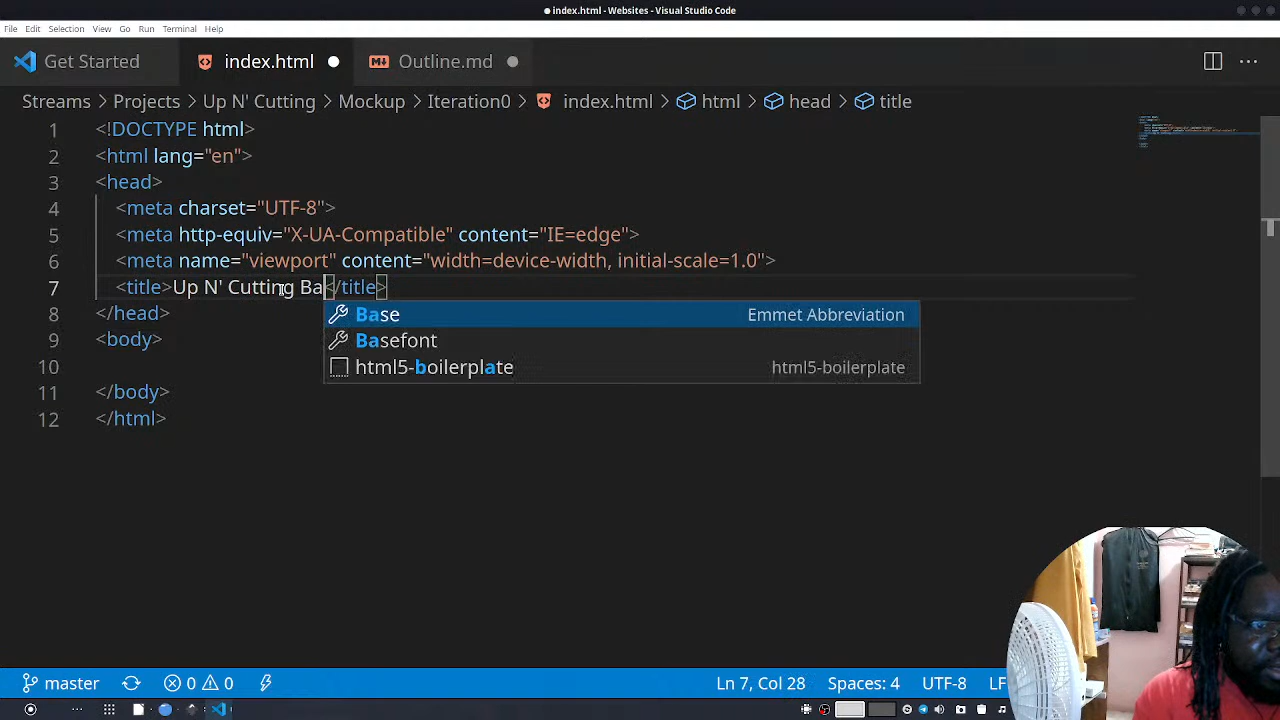 index.html - Websites - Visual Studio Code
File Edit Selection View Go Run Terminal Help
Get Started index.html Outline.md
Streams > Projects > Up N' Cutting > Mockup > Iteration0 > index.html > html > head > title
1 <!DOCTYPE html>
2 <html lang="en">
3 <head>
4 <meta charset="UTF-8">
5 <meta http-equiv="X-UA-Compatible" content="IE=edge">
6 <meta name="viewport" content="width=device-width, initial-scale=1.0">
7 <title>Up N' Cutting Ba</title>
Base Emmet Abbreviation
8 </head>
9 <body>
Basefont
10
html5-boilerplate html5-boilerplate
11 </body>
12 </html>
master 0 0 Ln 7, Col 28 Spaces: 4 UTF-8 LF